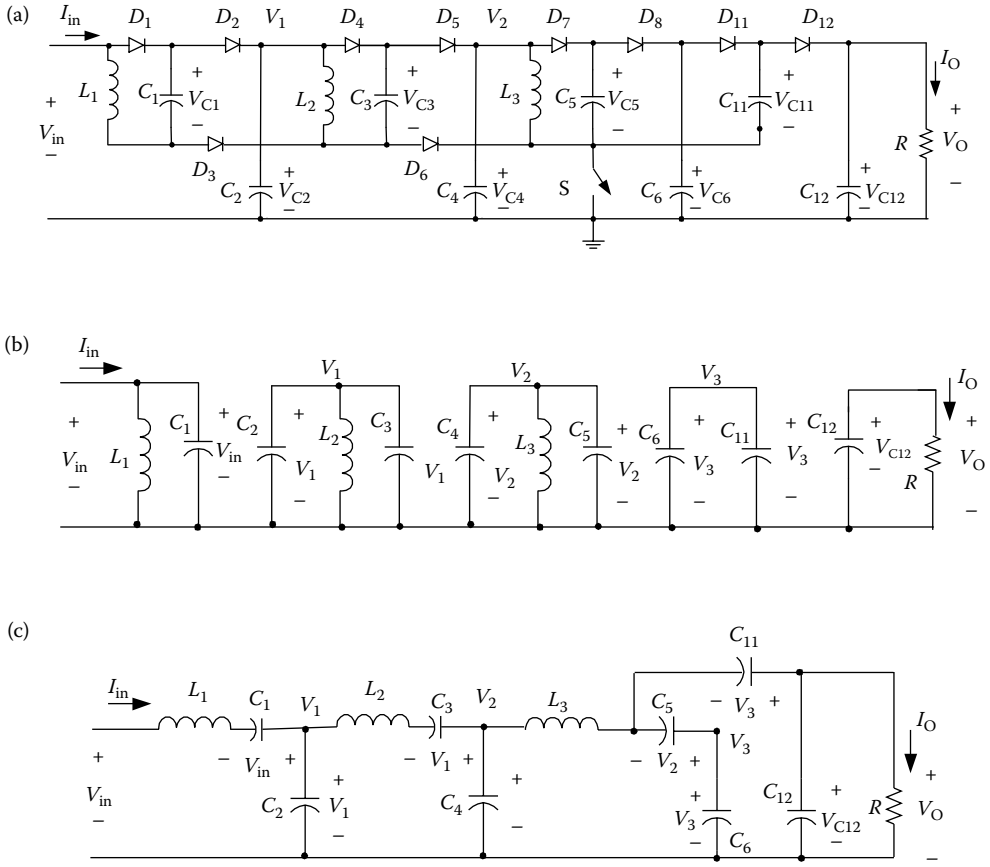 (a)
I_in D_1 D_2 V_1 D_4 D_5 V_2 D_7 D_8 D_11 D_12
I_O
L_1 C_1 + V_C1 − L_2 C_3 + V_C3 − L_3 C_5 + V_C5 − C_11 + V_C11 −
+ V_in −
R + V_O −
D_3 D_6 S
C_2 + V_C2 − C_4 + V_C4 − C_6 + V_C6 − C_12 + V_C12 −
(b)
I_in V_1 V_2 V_3 I_O
+ V_in − L_1 C_1 + V_in − C_2 + V_1 − L_2 C_3 V_1 − C_4 + V_2 − L_3 C_5 + V_2 − C_6 + V_3 − C_11 + V_3 − C_12 + V_C12 − R + V_O −
(c)
C_11
− V_3 +
I_in L_1 C_1 V_1 L_2 C_3 V_2 L_3 C_5 V_3 I_O
− V_in + − V_1 + − V_2 +
+ V_in − C_2 + V_1 − C_4 + − + V_3 − C_6 C_12 + V_C12 − R + V_O −